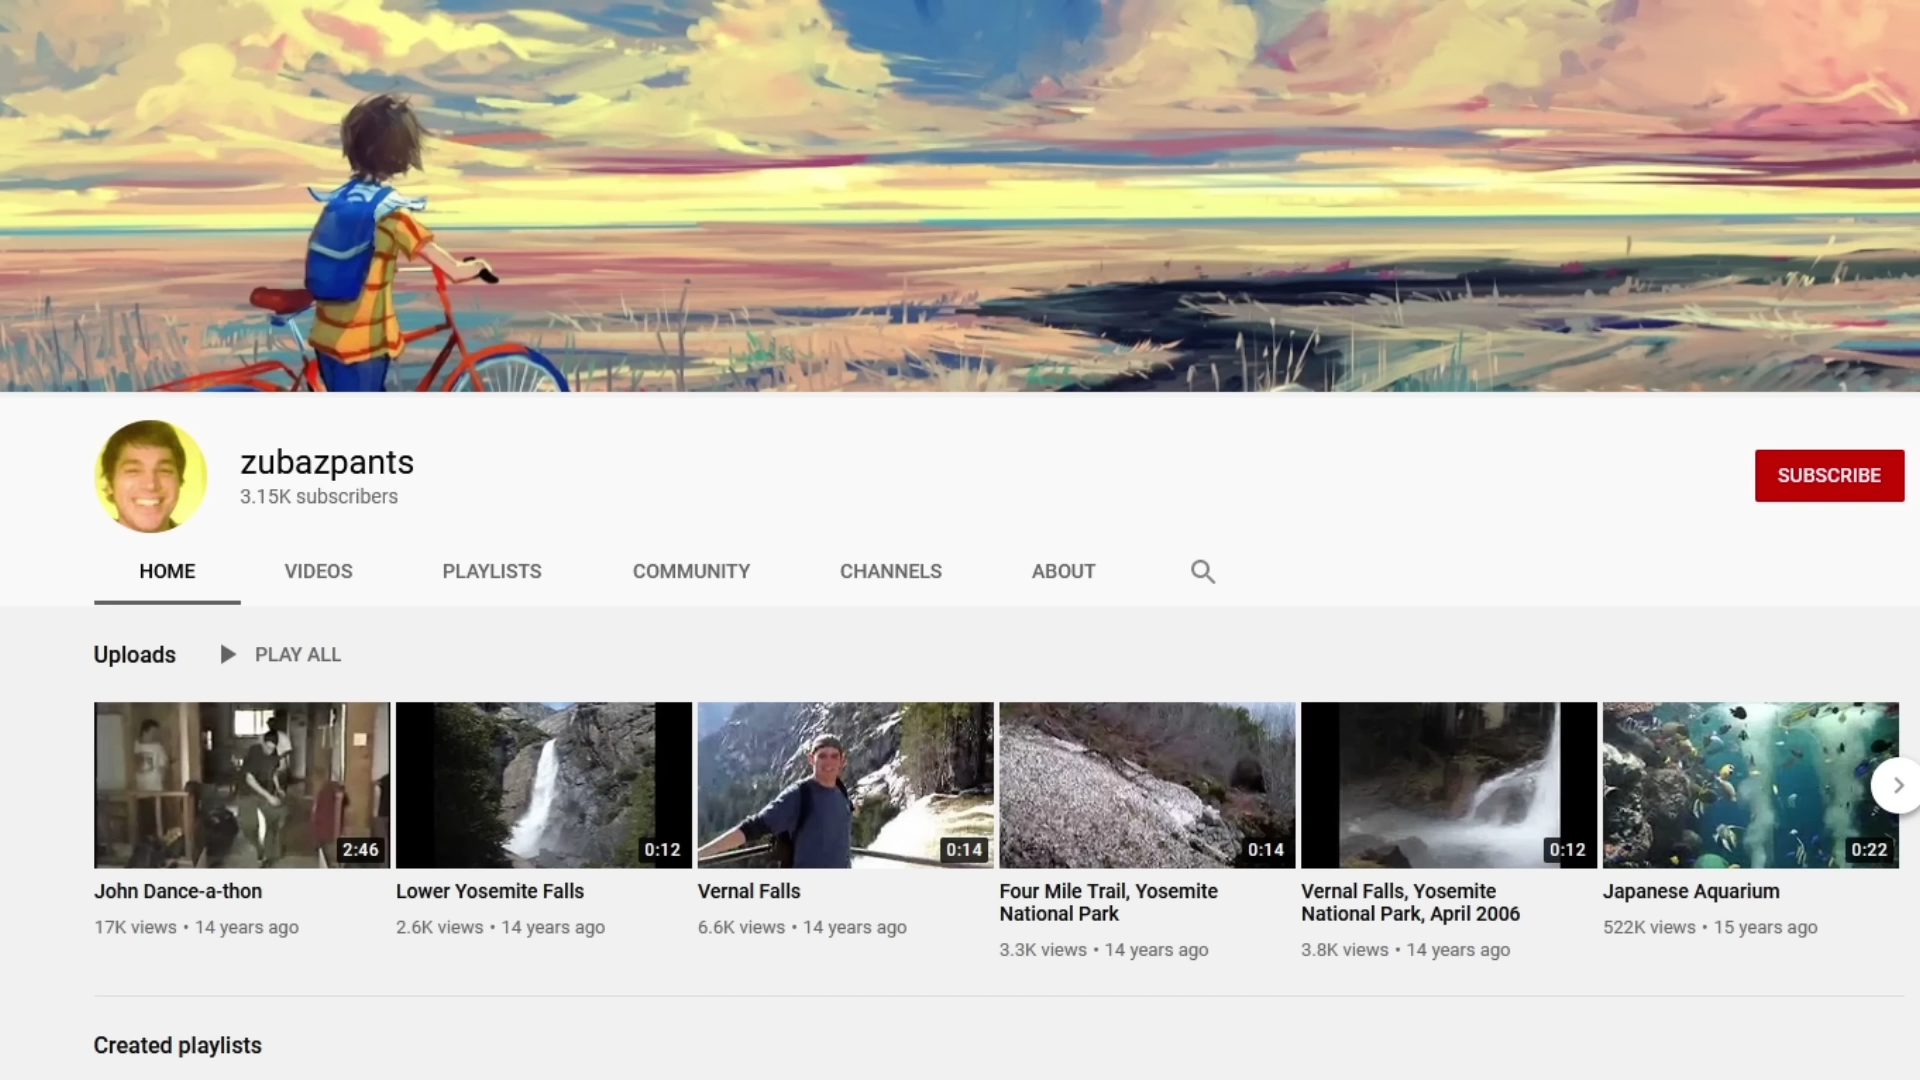 zubazpants
3.15K subscribers
SUBSCRIBE
HOME VIDEOS PLAYLISTS COMMUNITY CHANNELS ABOUT
Uploads PLAY ALL
2:46 0:12 0:14 0:14 0:12 0:22
John Dance-a-thon
17K views • 14 years ago
Lower Yosemite Falls
2.6K views • 14 years ago
Vernal Falls
6.6K views • 14 years ago
Four Mile Trail, Yosemite
National Park
3.3K views • 14 years ago
Vernal Falls, Yosemite
National Park, April 2006
3.8K views • 14 years ago
Japanese Aquarium
522K views • 15 years ago
Created playlists